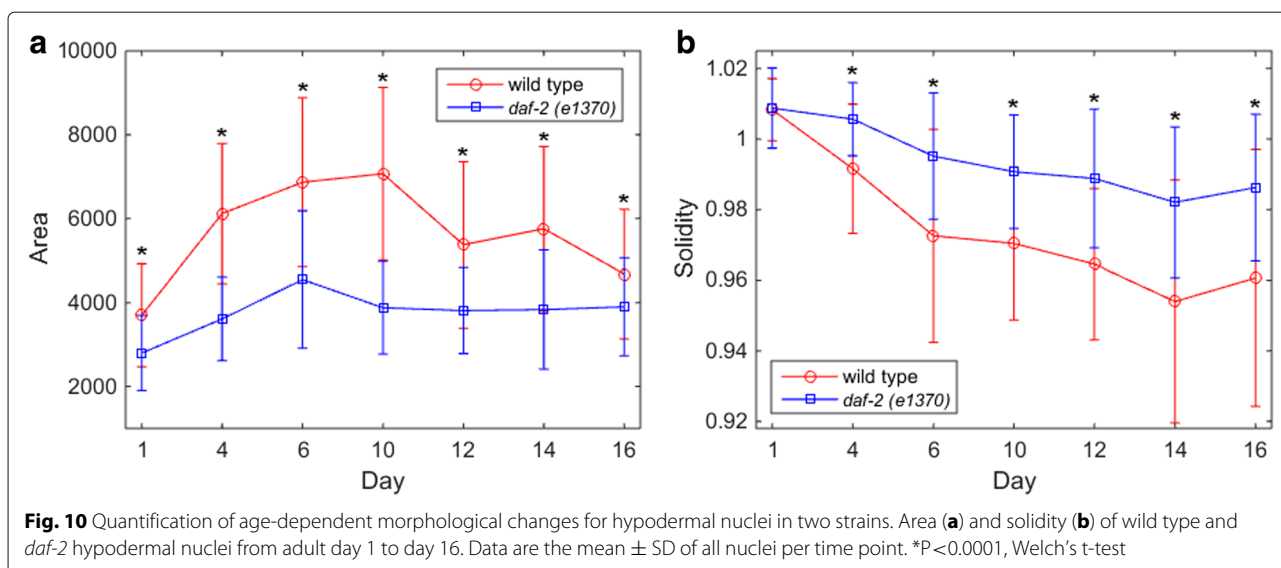 a
10000
8000
6000
4000
2000
Area
* * * * * * *
wild type
daf-2 (e1370)
1 4 6 10 12 14 16
Day
b
1.02
1
0.98
0.96
0.94
0.92
Solidity
* * * * * *
wild type
daf-2 (e1370)
1 4 6 10 12 14 16
Day
Fig. 10 Quantification of age-dependent morphological changes for hypodermal nuclei in two strains. Area (a) and solidity (b) of wild type and
daf-2 hypodermal nuclei from adult day 1 to day 16. Data are the mean ± SD of all nuclei per time point. *P<0.0001, Welch's t-test